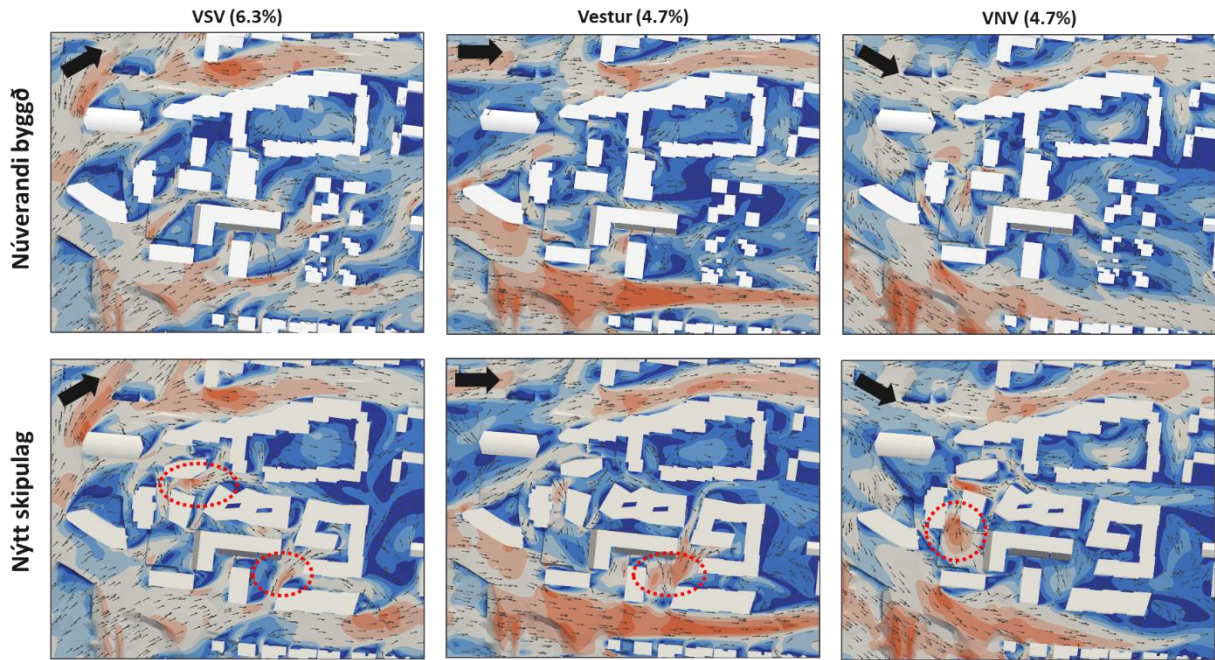 VSV (6.3%)
Vestur (4.7%)
VNV (4.7%)
Núverandi byggð
Nýtt skipulag